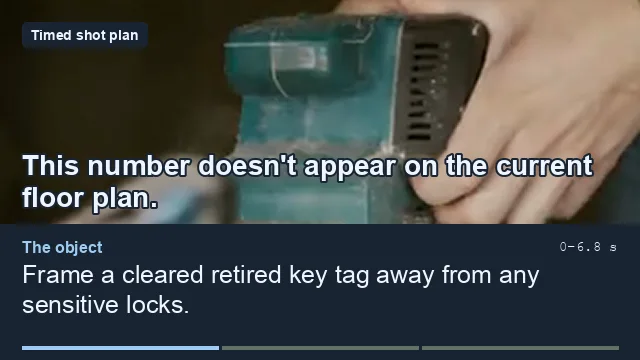 Timed shot plan
This number doesn't appear on the current
floor plan.
The object
0–6.8 s
Frame a cleared retired key tag away from any
sensitive locks.